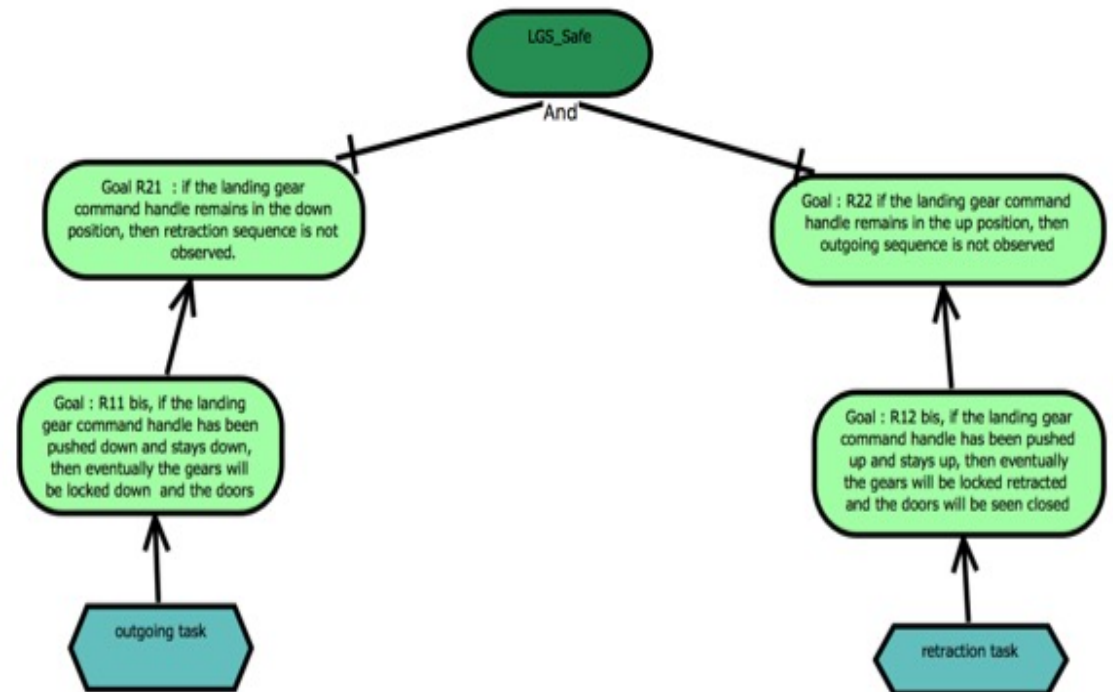 LGS_Safe
And
Goal R21 : if the landing gear
command handle remains in the down
position, then retraction sequence is not
observed.
Goal : R22 if the landing gear command
handle remains in the up position, then
outgoing sequence is not observed
Goal : R11 bis, if the landing
gear command handle has been
pushed down and stays down,
then eventually the gears will
be locked down and the doors
Goal : R12 bis, if the landing gear
command handle has been pushed
up and stays up, then eventually
the gears will be locked retracted
and the doors will be seen closed
outgoing task
retraction task